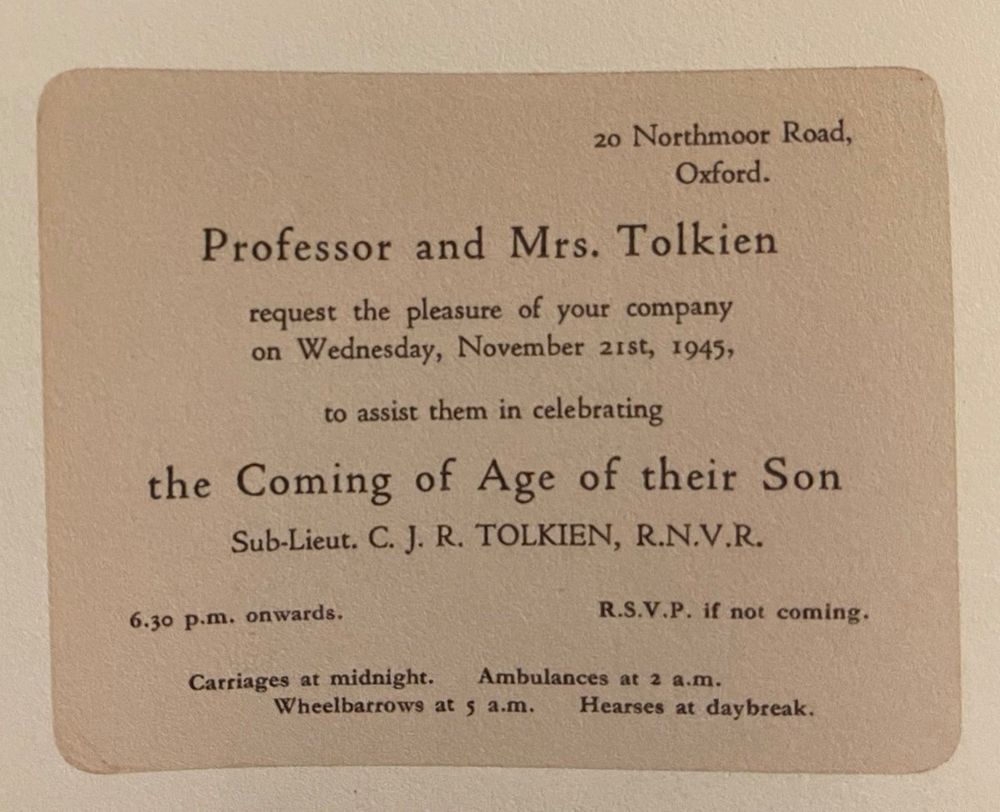 20 Northmoor Road,
Oxford.
Professor and Mrs. Tolkien
request the pleasure of your company
on Wednesday, November 21st, 1945,
to assist them in celebrating
the Coming of Age of their Son
Sub-Lieut. C. J. R. TOLKIEN, R.N.V.R.
6.30 p.m. onwards. R.S.V.P. if not coming.
Carriages at midnight. Ambulances at 2 a.m.
Wheelbarrows at 5 a.m. Hearses at daybreak.